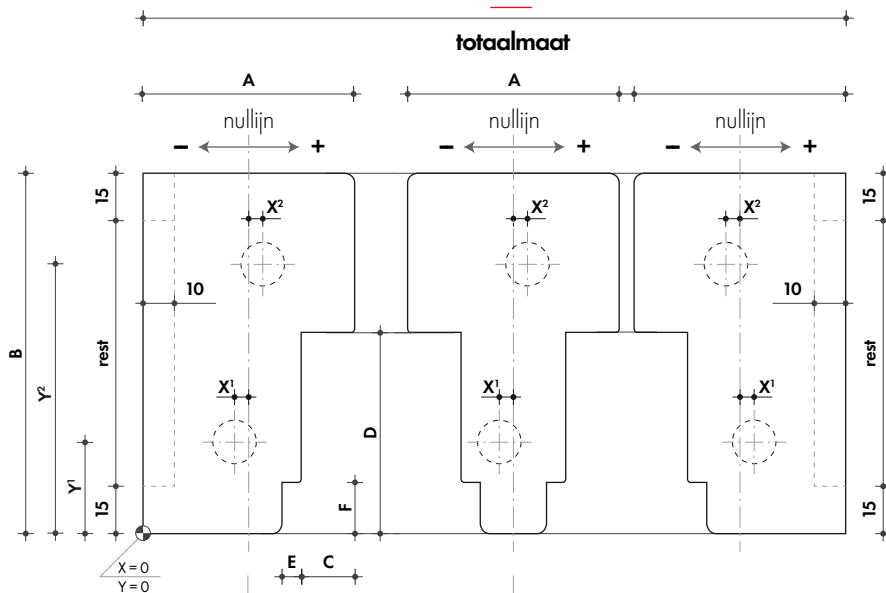 totaalmaat
A A
nullijn nullijn nullijn
– + – + – +
15 X² X² X² 15
10 10
B Y² rest rest
X¹ X¹ X¹
D
Y¹ 15 F 15
E C
X = 0
Y = 0